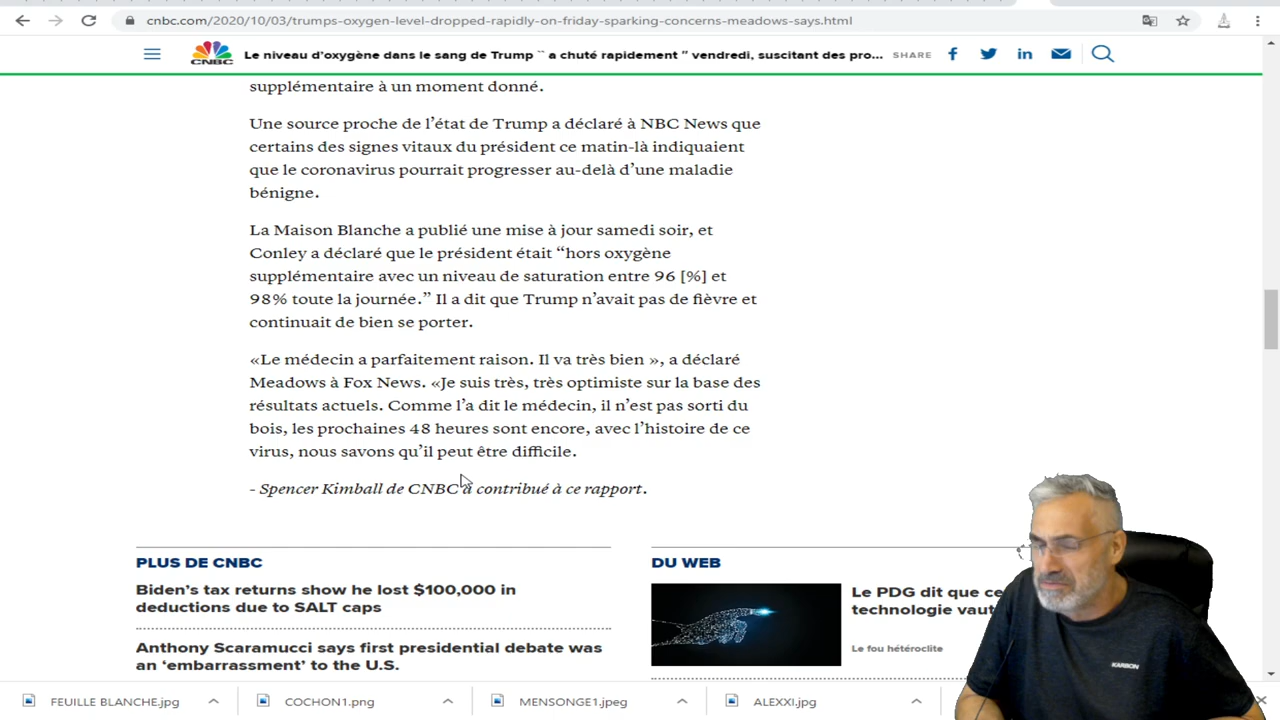 cnbc.com/2020/10/03/trumps-oxygen-level-dropped-rapidly-on-friday-sparking-concerns-meadows-says.html
CNBC
Le niveau d'oxygène dans le sang de Trump `` a chuté rapidement '' vendredi, suscitant des pro...
SHARE
supplémentaire à un moment donné.
Une source proche de l'état de Trump a déclaré à NBC News que
certains des signes vitaux du président ce matin-là indiquaient
que le coronavirus pourrait progresser au-delà d'une maladie
bénigne.
La Maison Blanche a publié une mise à jour samedi soir, et
Conley a déclaré que le président était “hors oxygène
supplémentaire avec un niveau de saturation entre 96 [%] et
98% toute la journée.” Il a dit que Trump n'avait pas de fièvre et
continuait de bien se porter.
«Le médecin a parfaitement raison. Il va très bien », a déclaré
Meadows à Fox News. «Je suis très, très optimiste sur la base des
résultats actuels. Comme l'a dit le médecin, il n'est pas sorti du
bois, les prochaines 48 heures sont encore, avec l'histoire de ce
virus, nous savons qu'il peut être difficile.
- Spencer Kimball de CNBC a contribué à ce rapport.
PLUS DE CNBC
Biden's tax returns show he lost $100,000 in
deductions due to SALT caps
Anthony Scaramucci says first presidential debate was
an ‘embarrassment’ to the U.S.
DU WEB
Le PDG dit que ce
technologie vaut
Le fou hétéroclite
KARBON
FEUILLE BLANCHE.jpg
COCHON1.png
MENSONGE1.jpeg
ALEXXI.jpg